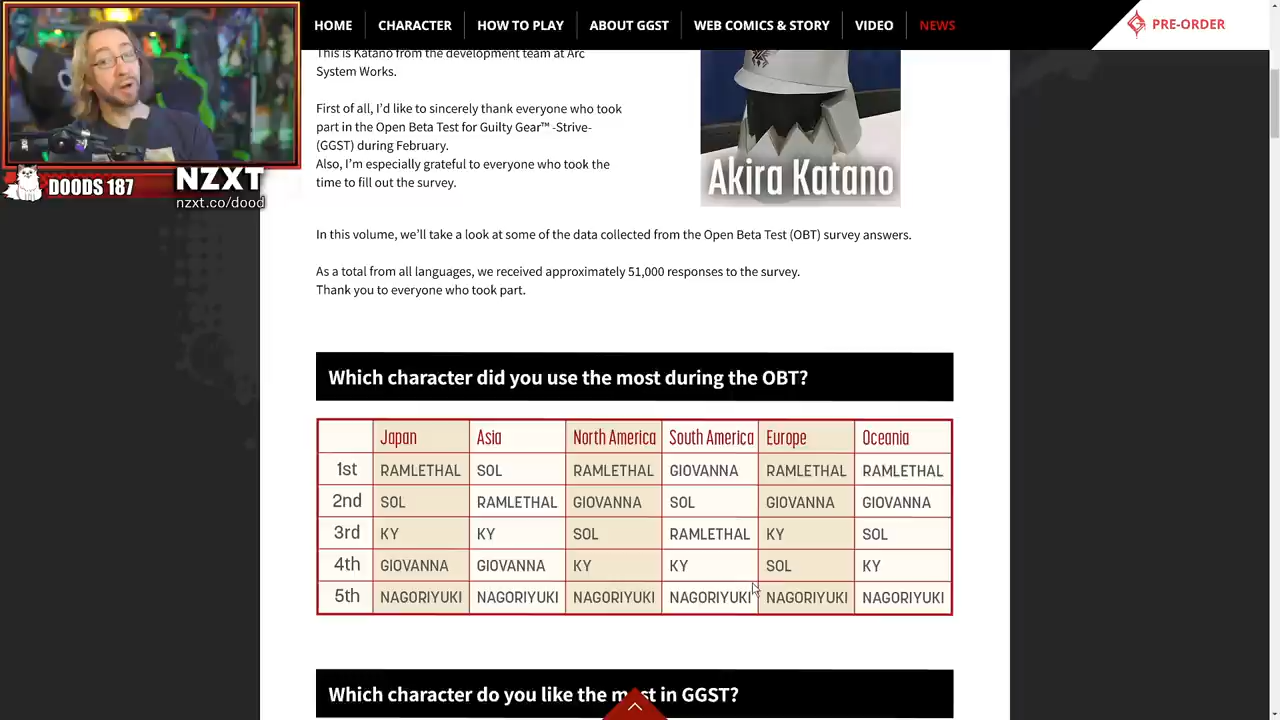 HOME CHARACTER HOW TO PLAY ABOUT GGST WEB COMICS & STORY VIDEO NEWS PRE-ORDER
This is Katano from the development team at Arc
System Works.
First of all, I'd like to sincerely thank everyone who took
part in the Open Beta Test for Guilty Gear™ -Strive-
(GGST) during February.
Also, I'm especially grateful to everyone who took the
time to fill out the survey.
Akira Katano
DOODS 187
NZXT
nzxt.co/dood
In this volume, we'll take a look at some of the data collected from the Open Beta Test (OBT) survey answers.
As a total from all languages, we received approximately 51,000 responses to the survey.
Thank you to everyone who took part.
Which character did you use the most during the OBT?
Japan Asia North America South America Europe Oceania
1st RAMLETHAL SOL RAMLETHAL GIOVANNA RAMLETHAL RAMLETHAL
2nd SOL RAMLETHAL GIOVANNA SOL GIOVANNA GIOVANNA
3rd KY KY SOL RAMLETHAL KY SOL
4th GIOVANNA GIOVANNA KY KY SOL KY
5th NAGORIYUKI NAGORIYUKI NAGORIYUKI NAGORIYUKI NAGORIYUKI NAGORIYUKI
Which character do you like the most in GGST?